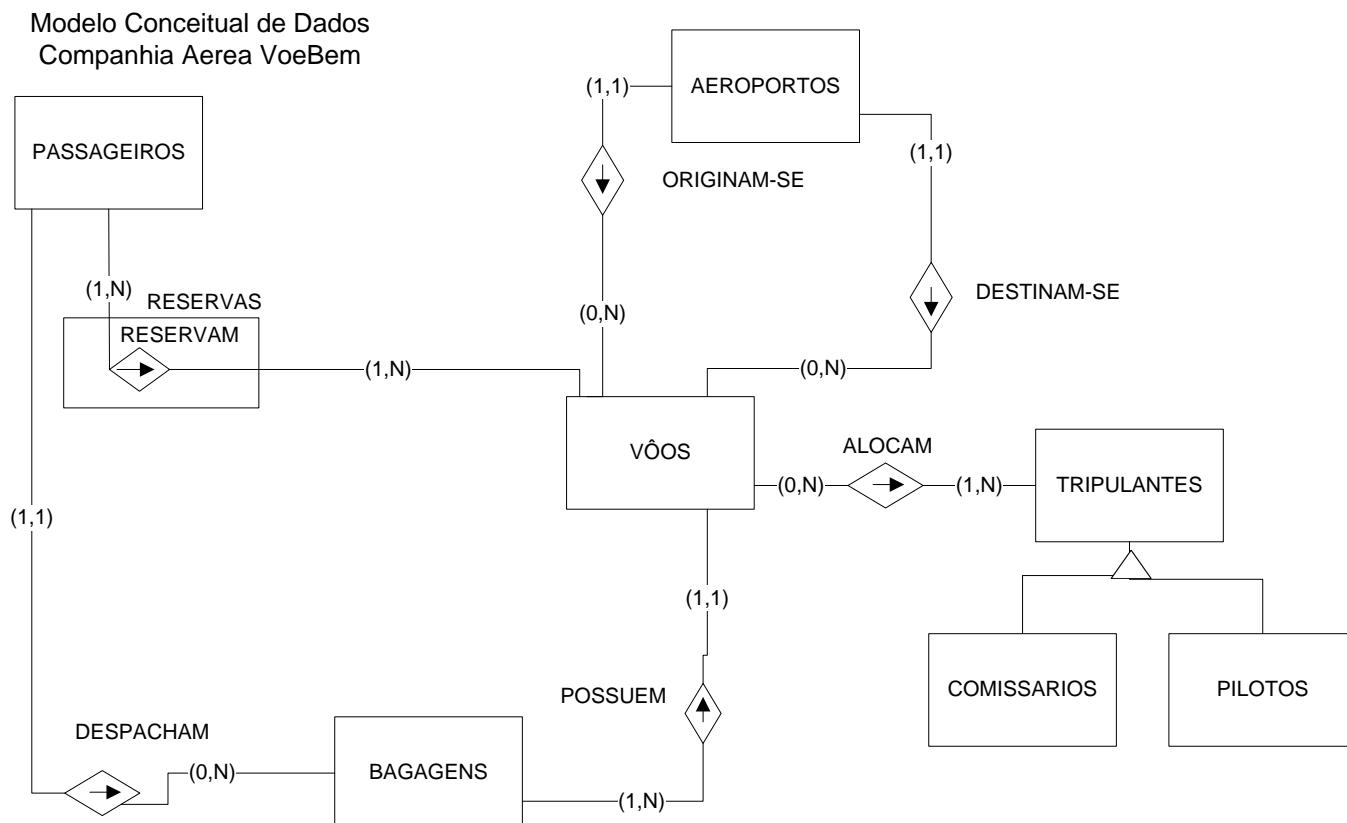 Modelo Conceitual de Dados
Companhia Aerea VoeBem
AEROPORTOS
(1,1)
PASSAGEIROS
(1,1)
ORIGINAM-SE
(1,N)
RESERVAS
DESTINAM-SE
(0,N)
RESERVAM
(1,N)
(0,N)
VÔOS
ALOCAM
(0,N)
(1,N)
TRIPULANTES
(1,1)
(1,1)
COMISSARIOS
PILOTOS
POSSUEM
DESPACHAM
(0,N)
BAGAGENS
(1,N)